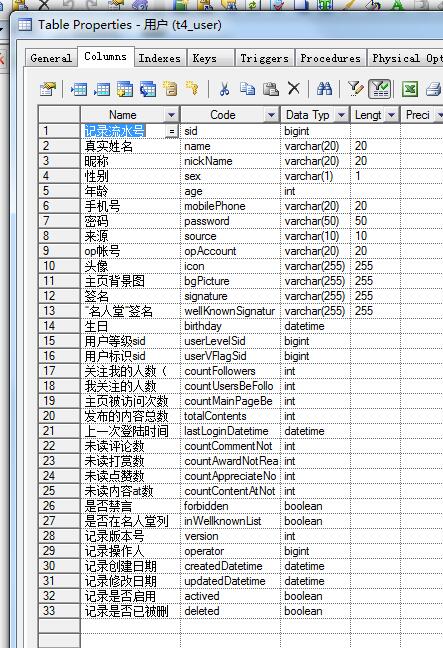 Table Properties - 用户 (t4_user)
General Columns Indexes Keys Triggers Procedures Physical Opt
Name Code Data Typ Lengt Preci
1 记录流水号 = sid bigint
2 真实姓名 name varchar(20) 20
3 昵称 nickName varchar(20) 20
4 性别 sex varchar(1) 1
5 年龄 age int
6 手机号 mobilePhone varchar(20) 20
7 密码 password varchar(50) 50
8 来源 source varchar(10) 10
9 op帐号 opAccount varchar(20) 20
10 头像 icon varchar(255) 255
11 主页背景图 bgPicture varchar(255) 255
12 签名 signature varchar(255) 255
13 "名人堂"签名 wellKnownSignatur varchar(255) 255
14 生日 birthday datetime
15 用户等级sid userLevelSid bigint
16 用户标识sid userVFlagSid bigint
17 关注我的人数 ( countFollowers int
18 我关注的人数 countUsersBeFollo int
19 主页被访问次数 countMainPageBe int
20 发布的内容总数 totalContents int
21 上一次登陆时间 lastLoginDatetime datetime
22 未读评论数 countCommentNot int
23 未读打赏数 countAwardNotRea int
24 未读点赞数 countAppreciateNo int
25 未读内容at数 countContentAtNot int
26 是否禁言 forbidden boolean
27 是否在名人堂列 inWellknownList boolean
28 记录版本号 version int
29 记录操作人 operator bigint
30 记录创建日期 createdDatetime datetime
31 记录修改日期 updatedDatetime datetime
32 记录是否启用 actived boolean
33 记录是否已被删 deleted boolean